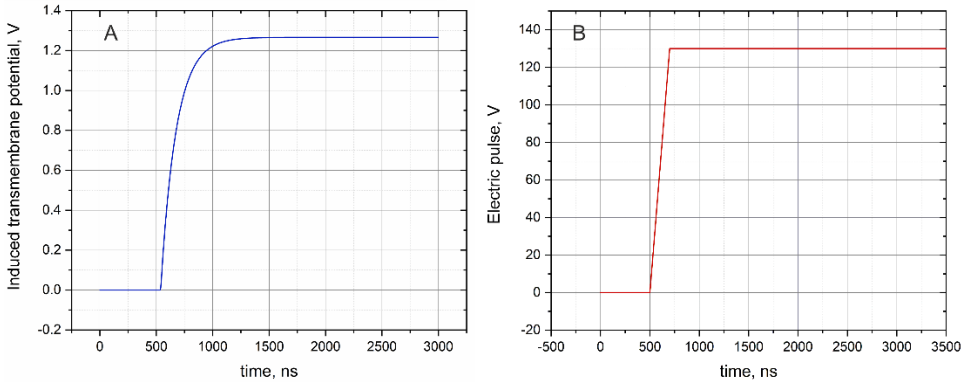 A
Induced transmembrane potential, V
1.4
1.2
1.0
0.8
0.6
0.4
0.2
0.0
-0.2
0 500 1000 1500 2000 2500 3000
time, ns
B
Electric pulse, V
140
120
100
80
60
40
20
0
-20
-500 0 500 1000 1500 2000 2500 3000 3500
time, ns